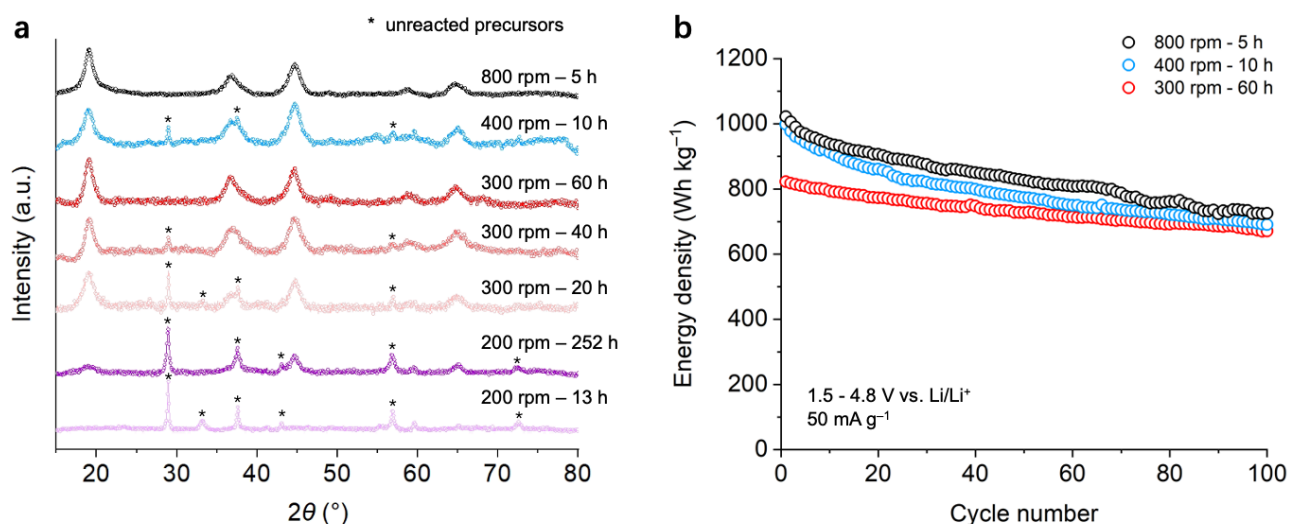 a
* unreacted precursors
Intensity (a.u.)
800 rpm – 5 h
* *
* 400 rpm – 10 h
300 rpm – 60 h
* * 300 rpm – 40 h
* * * * 300 rpm – 20 h
* * * * * 200 rpm – 252 h
* * * * * * 200 rpm – 13 h
20 30 40 50 60 70 80
2θ (°)
b
Energy density (Wh kg⁻¹)
1200
1000
800
600
400
200
0
800 rpm - 5 h
400 rpm - 10 h
300 rpm - 60 h
1.5 - 4.8 V vs. Li/Li⁺
50 mA g⁻¹
0 20 40 60 80 100
Cycle number